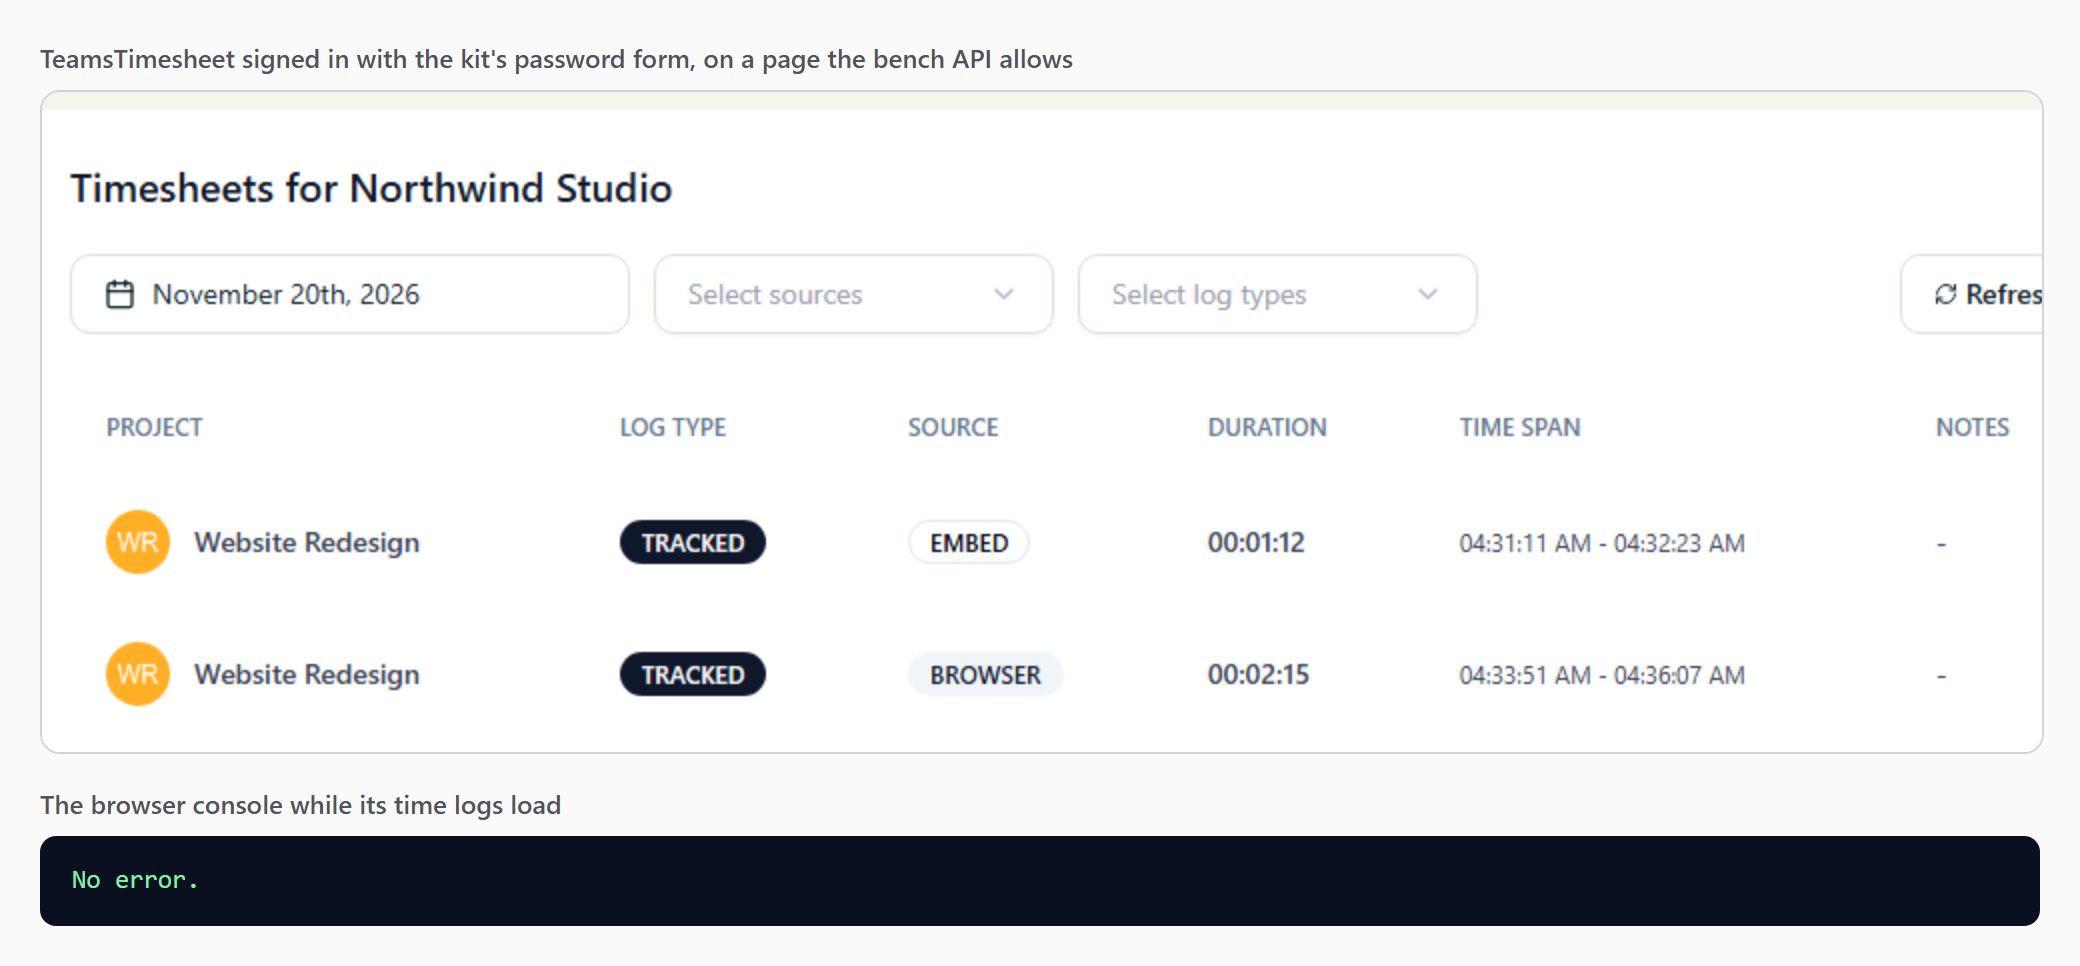 TeamsTimesheet signed in with the kit's password form, on a page the bench API allows
Timesheets for Northwind Studio
November 20th, 2026 Select sources Select log types Refres
PROJECT LOG TYPE SOURCE DURATION TIME SPAN NOTES
WR Website Redesign TRACKED EMBED 00:01:12 04:31:11 AM - 04:32:23 AM -
WR Website Redesign TRACKED BROWSER 00:02:15 04:33:51 AM - 04:36:07 AM -
The browser console while its time logs load
No error.